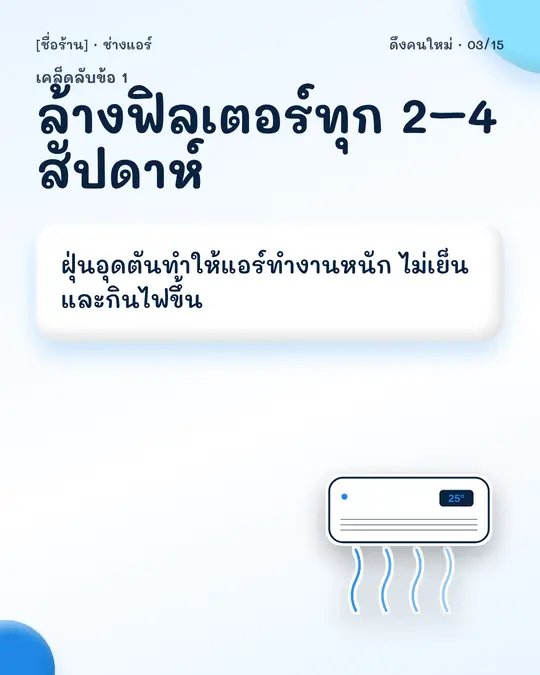 [ชื่อร้าน] · ช่างแอร์
ดึงคนใหม่ · 03/15
เคล็ดลับข้อ 1
ล้างฟิลเตอร์ทุก 2–4
สัปดาห์
ฝุ่นอุดตันทำให้แอร์ทำงานหนัก ไม่เย็น
และกินไฟขึ้น
25°